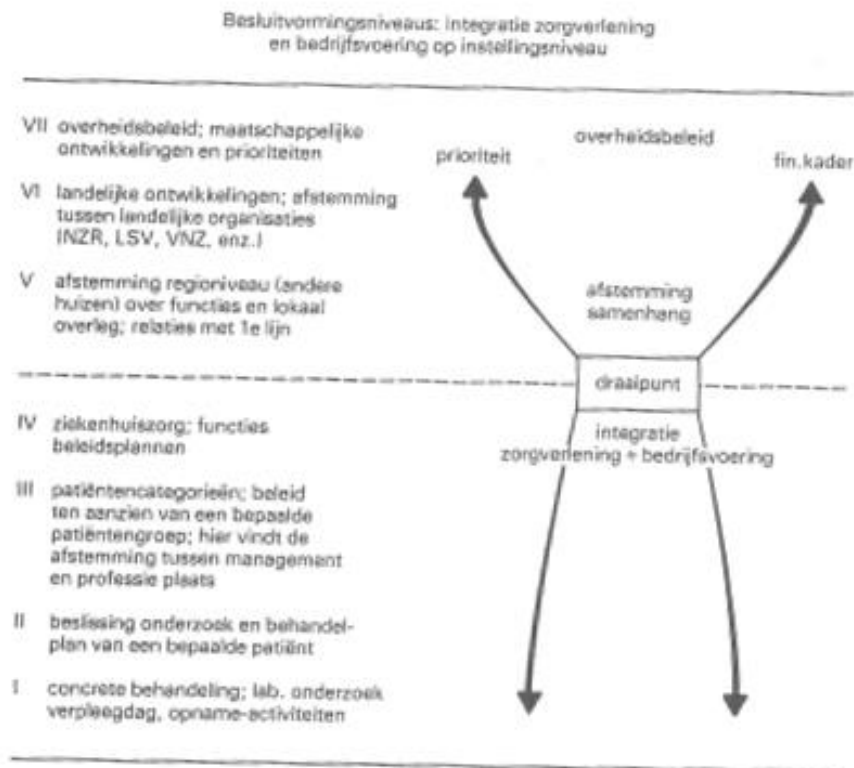 Besluitvormingsniveaus: integratie zorgverlening
en bedrijfsvoering op instellingsniveau
VII overheidsbeleid; maatschappelijke
ontwikkelingen en prioriteiten
VI landelijke ontwikkelingen; afstemming
tussen landelijke organisaties
(NZR, LSV, VNZ, enz.)
V afstemming regioniveau (andere
huizen) over functies en lokaal
overleg; relaties met 1e lijn
IV ziekenhuiszorg; functies
beleidsplannen
III patiëntencategorieën; beleid
ten aanzien van een bepaalde
patiëntengroep; hier vindt de
afstemming tussen management
en professie plaats
II beslissing onderzoek en behandel-
plan van een bepaalde patiënt
I concrete behandeling; lab. onderzoek
verpleegdag, opname-activiteiten
overheidsbeleid
prioriteit
fin.kader
afstemming
samenhang
draaipunt
integratie
zorgverlening + bedrijfsvoering